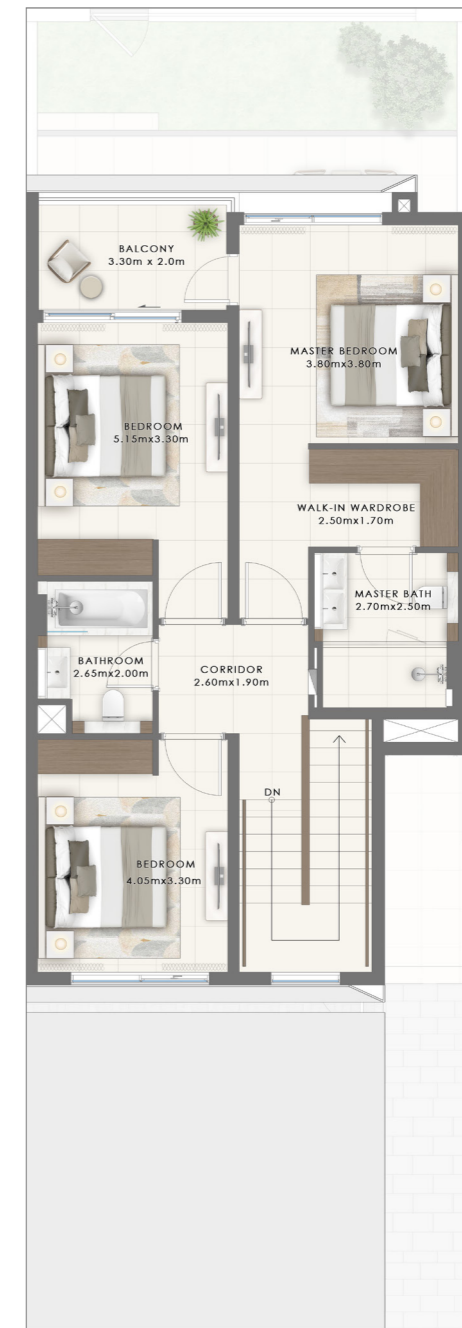 BALCONY
3.30m x 2.0m
MASTER BEDROOM
3.80mx3.80m
BEDROOM
5.15mx3.30m
WALK-IN WARDROBE
2.50mx1.70m
MASTER BATH
2.70mx2.50m
BATHROOM
2.65mx2.00m
CORRIDOR
2.60mx1.90m
DN
BEDROOM
4.05mx3.30m